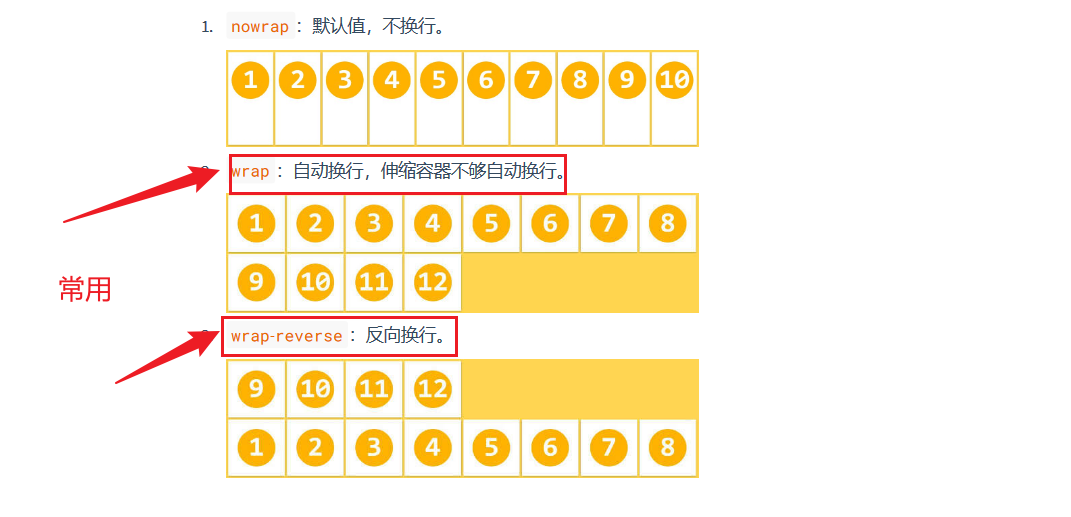 1. nowrap：默认值，不换行。
1 2 3 4 5 6 7 8 9 10
wrap：自动换行，伸缩容器不够自动换行。
1 2 3 4 5 6 7 8
9 10 11 12
常用
wrap-reverse：反向换行。
9 10 11 12
1 2 3 4 5 6 7 8